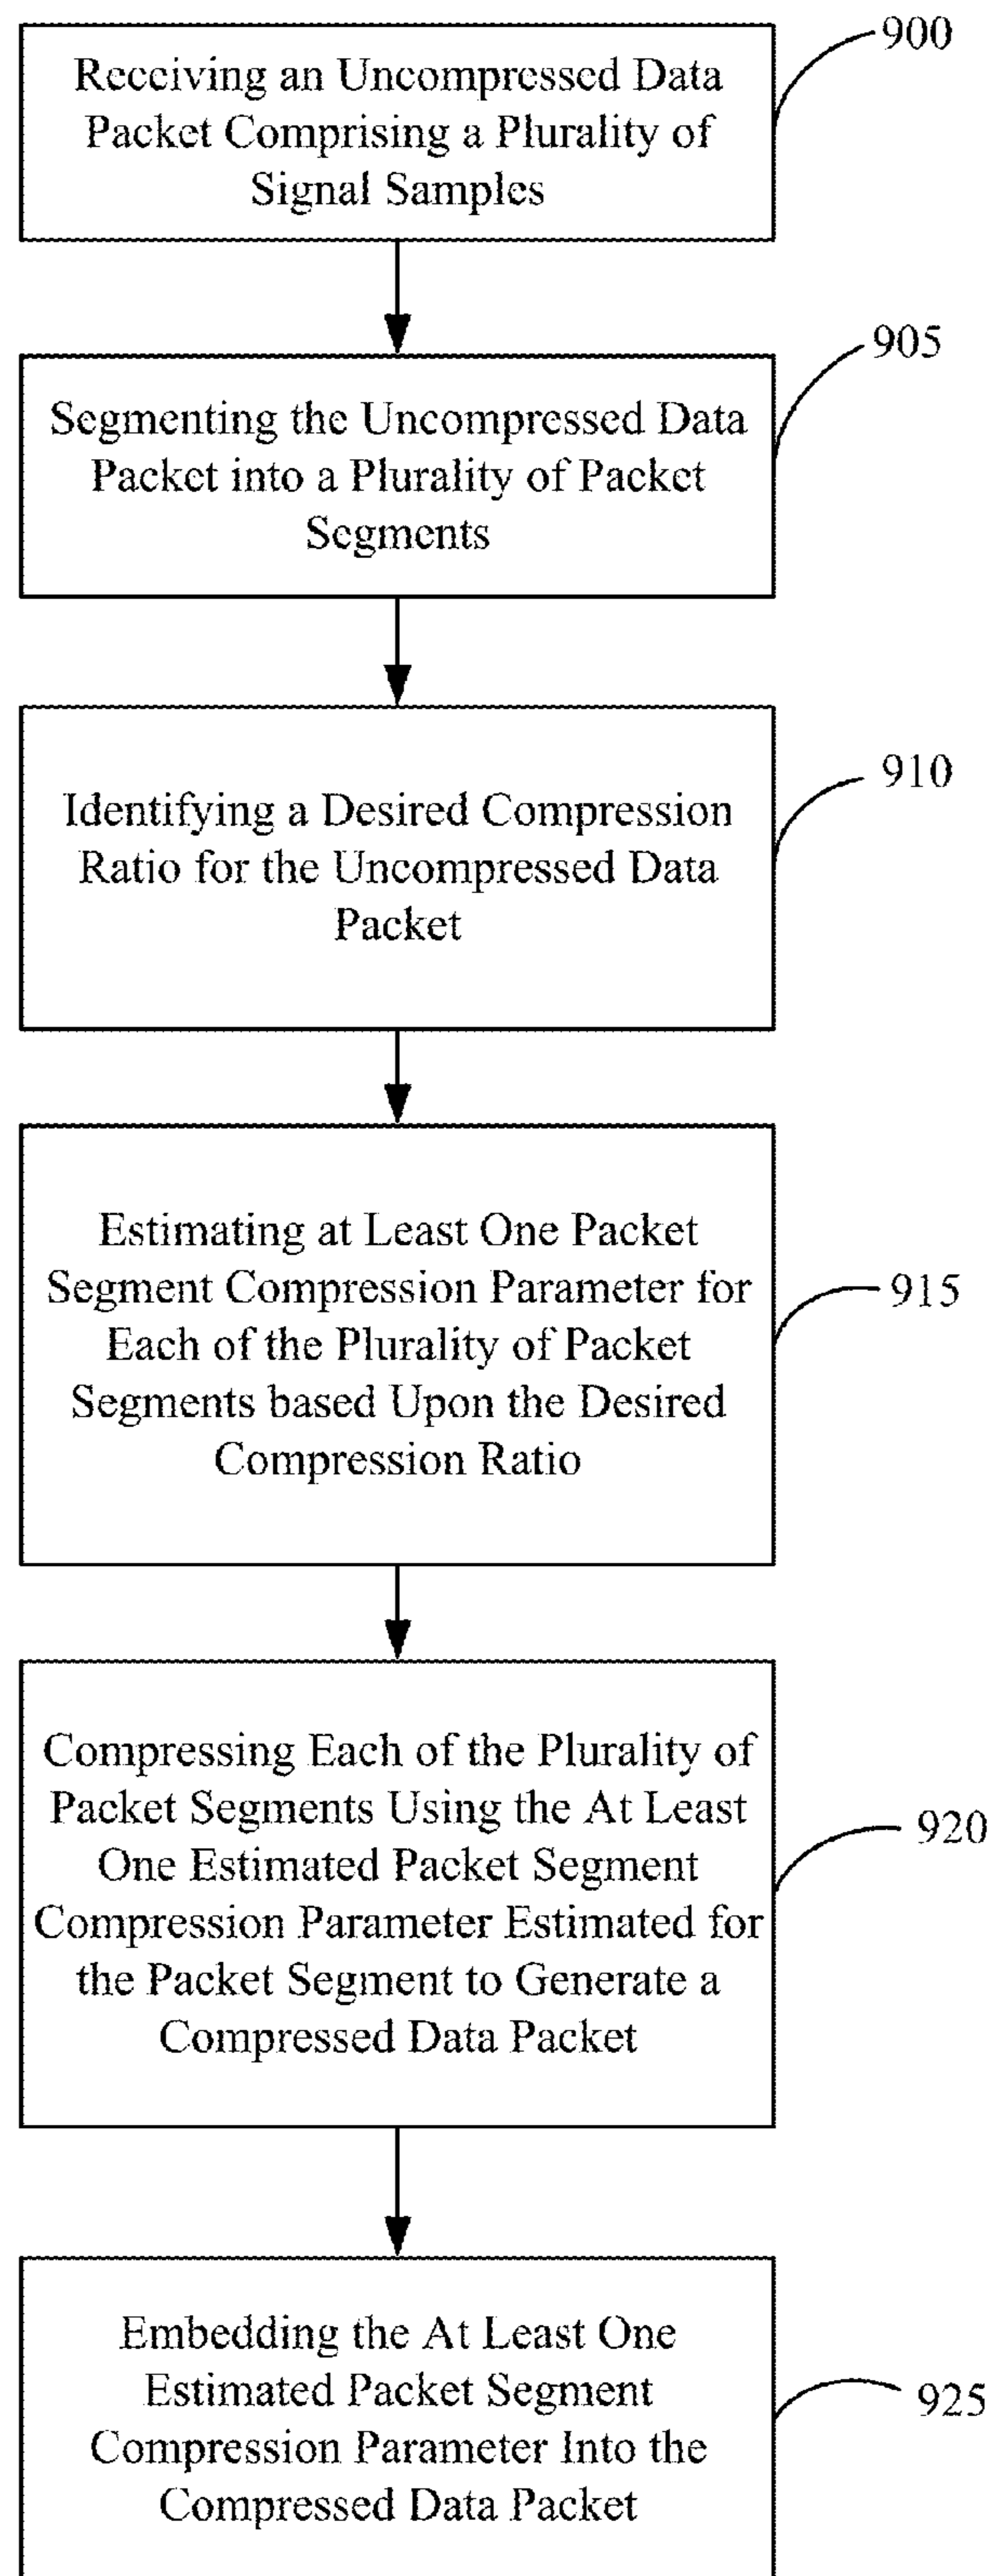 900
Receiving an Uncompressed Data
Packet Comprising a Plurality of
Signal Samples
905
Segmenting the Uncompressed Data
Packet into a Plurality of Packet
Segments
910
Identifying a Desired Compression
Ratio for the Uncompressed Data
Packet
Estimating at Least One Packet
Segment Compression Parameter for
Each of the Plurality of Packet
Segments based Upon the Desired
Compression Ratio
915
Compressing Each of the Plurality of
Packet Segments Using the At Least
One Estimated Packet Segment
Compression Parameter Estimated for
the Packet Segment to Generate a
Compressed Data Packet
920
Embedding the At Least One
Estimated Packet Segment
Compression Parameter Into the
Compressed Data Packet
925